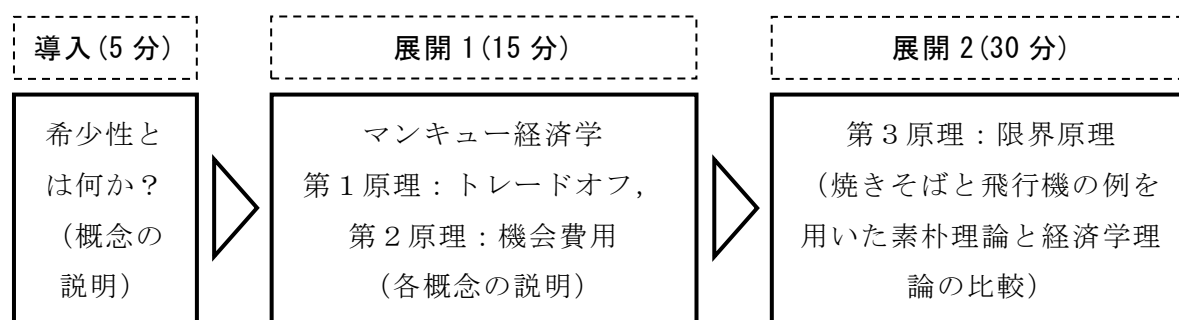 導入(5 分)
展開 1(15 分)
展開 2(30 分)
希少性と
は何か?
(概念の
説明)
マンキュー経済学
第1原理:トレードオフ,
第2原理:機会費用
(各概念の説明)
第3原理:限界原理
(焼きそばと飛行機の例を
用いた素朴理論と経済学理
論の比較)